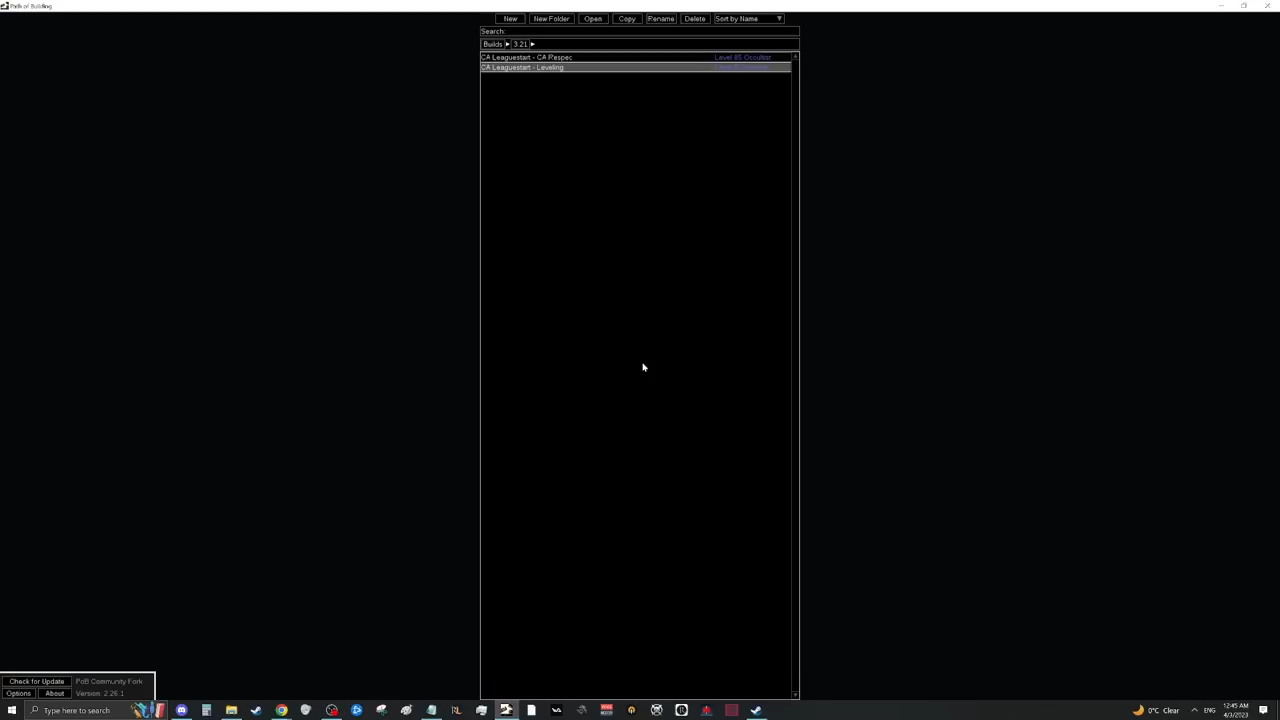 Path of Building
New New Folder Open Copy Rename Delete Sort by Name
Search:
Builds 3.21
CA Leaguestart - CA Respec Level 85 Occultist
CA Leaguestart - Leveling
Check for Update PoB Community Fork
Options About Version: 2.26.1
Type here to search
0°C Clear ENG
12:45 AM
4/3/2023